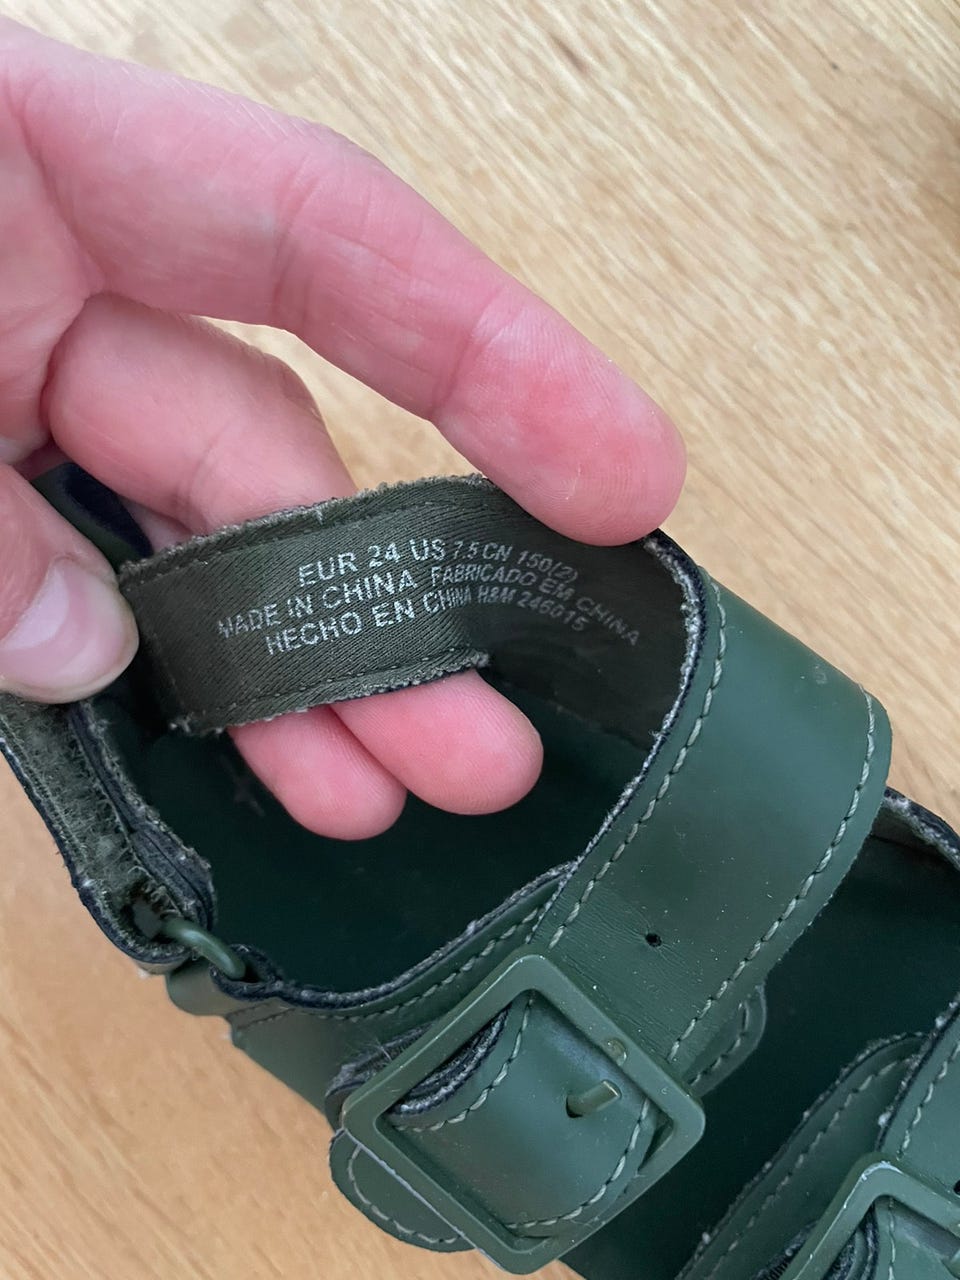 EUR 24 US 7.5 CN 150(2)
MADE IN CHINA FABRICADO EM CHINA
HECHO EN CHINA H&M 246015